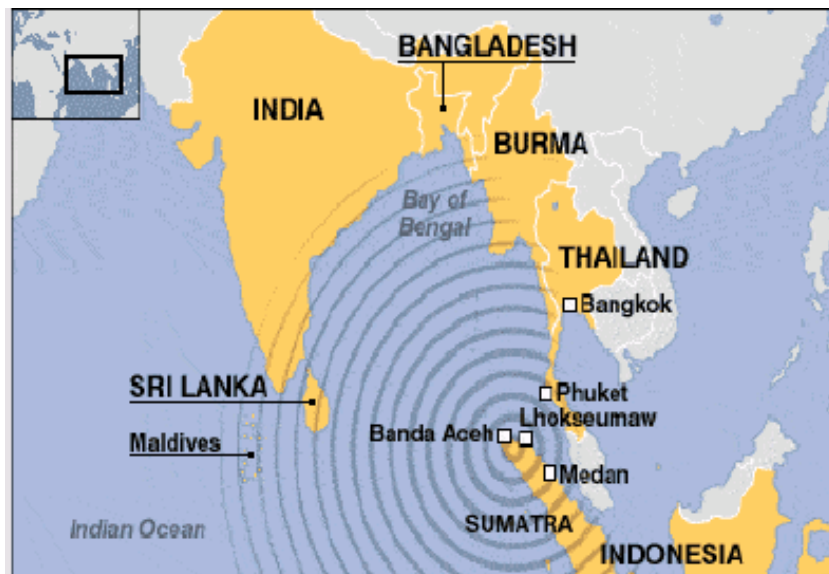 BANGLADESH
INDIA
BURMA
Bay of
Bengal
THAILAND
Bangkok
SRI LANKA
Phuket
Lhokseumaw
Banda Aceh
Maldives
Medan
SUMATRA
Indian Ocean
INDONESIA